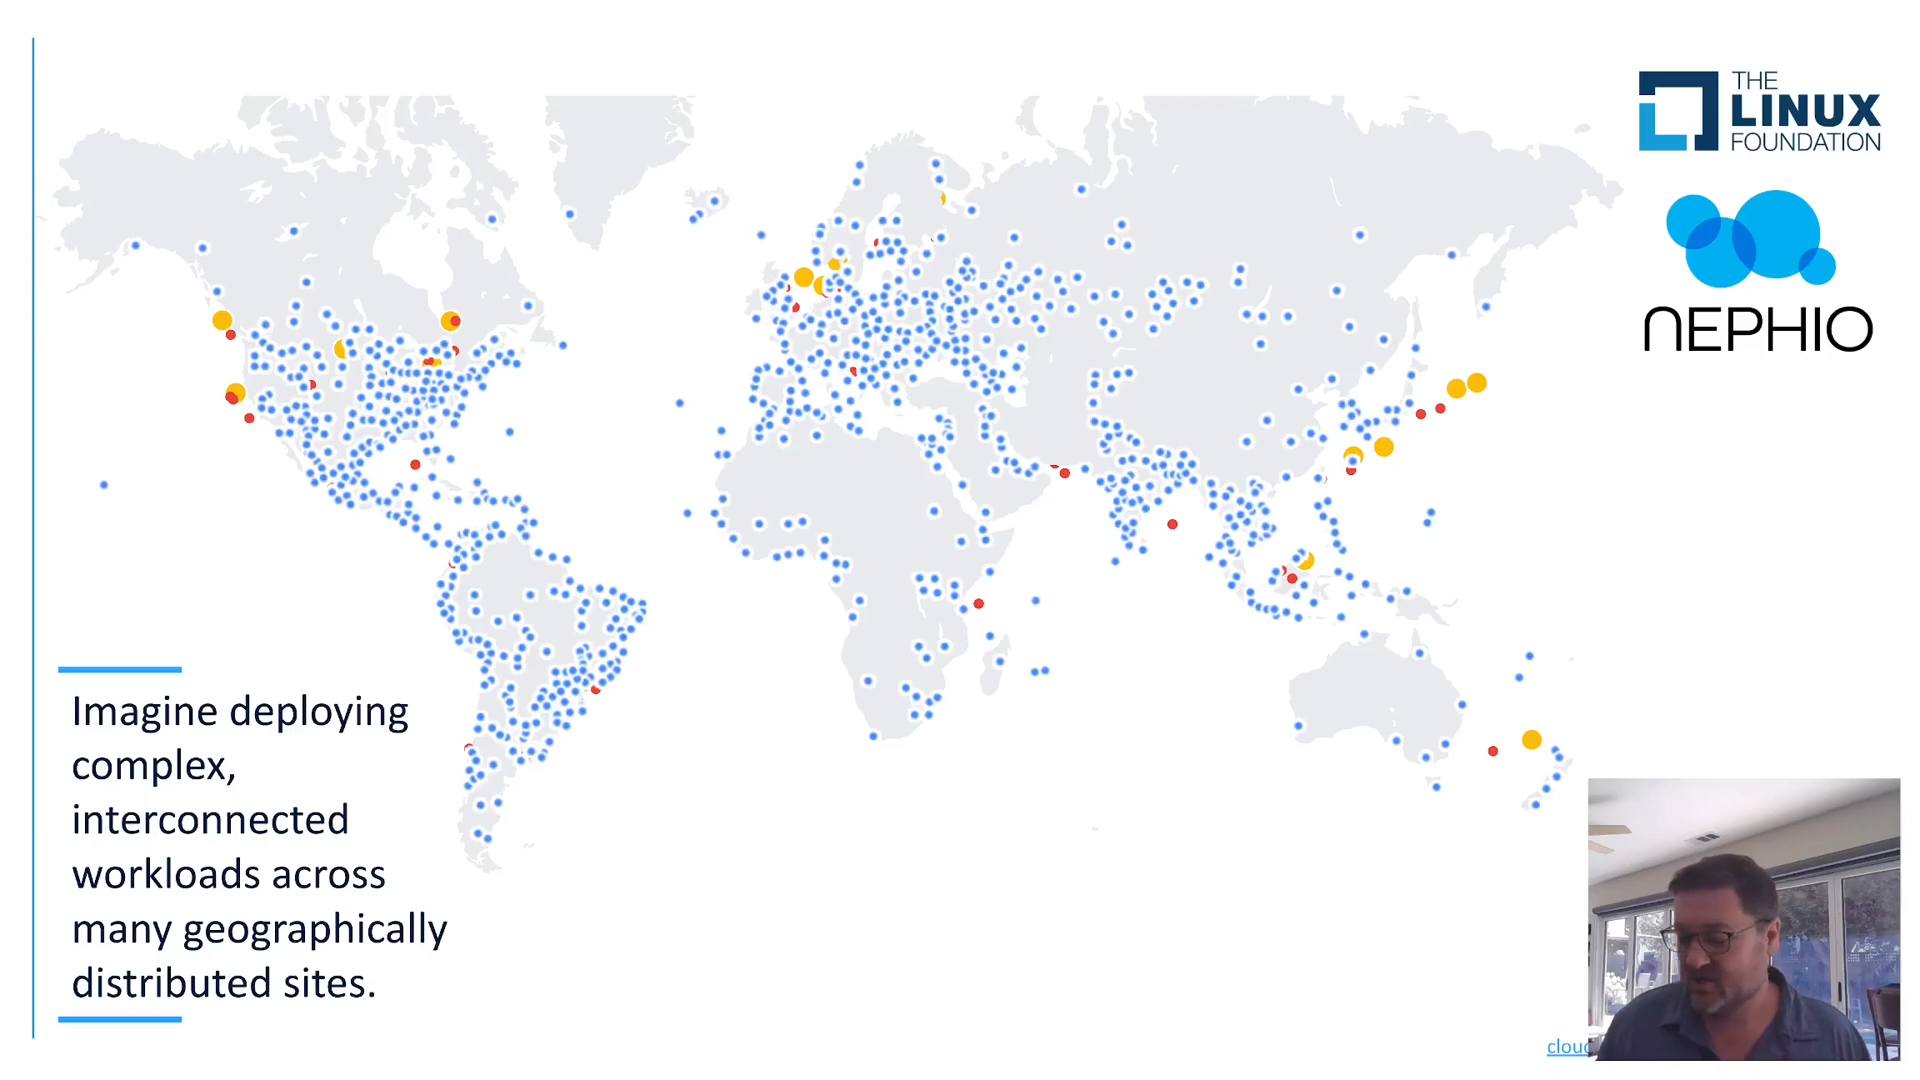 THE
LINUX
FOUNDATION
NEPHIO
Imagine deploying
complex,
interconnected
workloads across
many geographically
distributed sites.